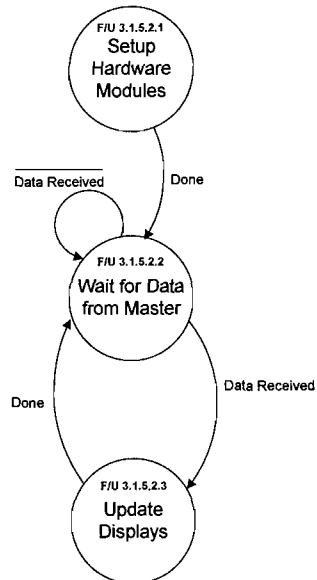 F/U 3.1.5.2.1
Setup
Hardware
Modules
Done
Data Received
F/U 3.1.5.2.2
Wait for Data
from Master
Done
Data Received
F/U 3.1.5.2.3
Update
Displays